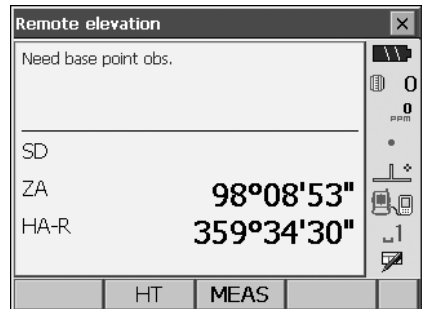 Remote elevation
Need base point obs.
0
0
PPM
SD
ZA 98°08'53"
HA-R 359°34'30"
1
HT MEAS